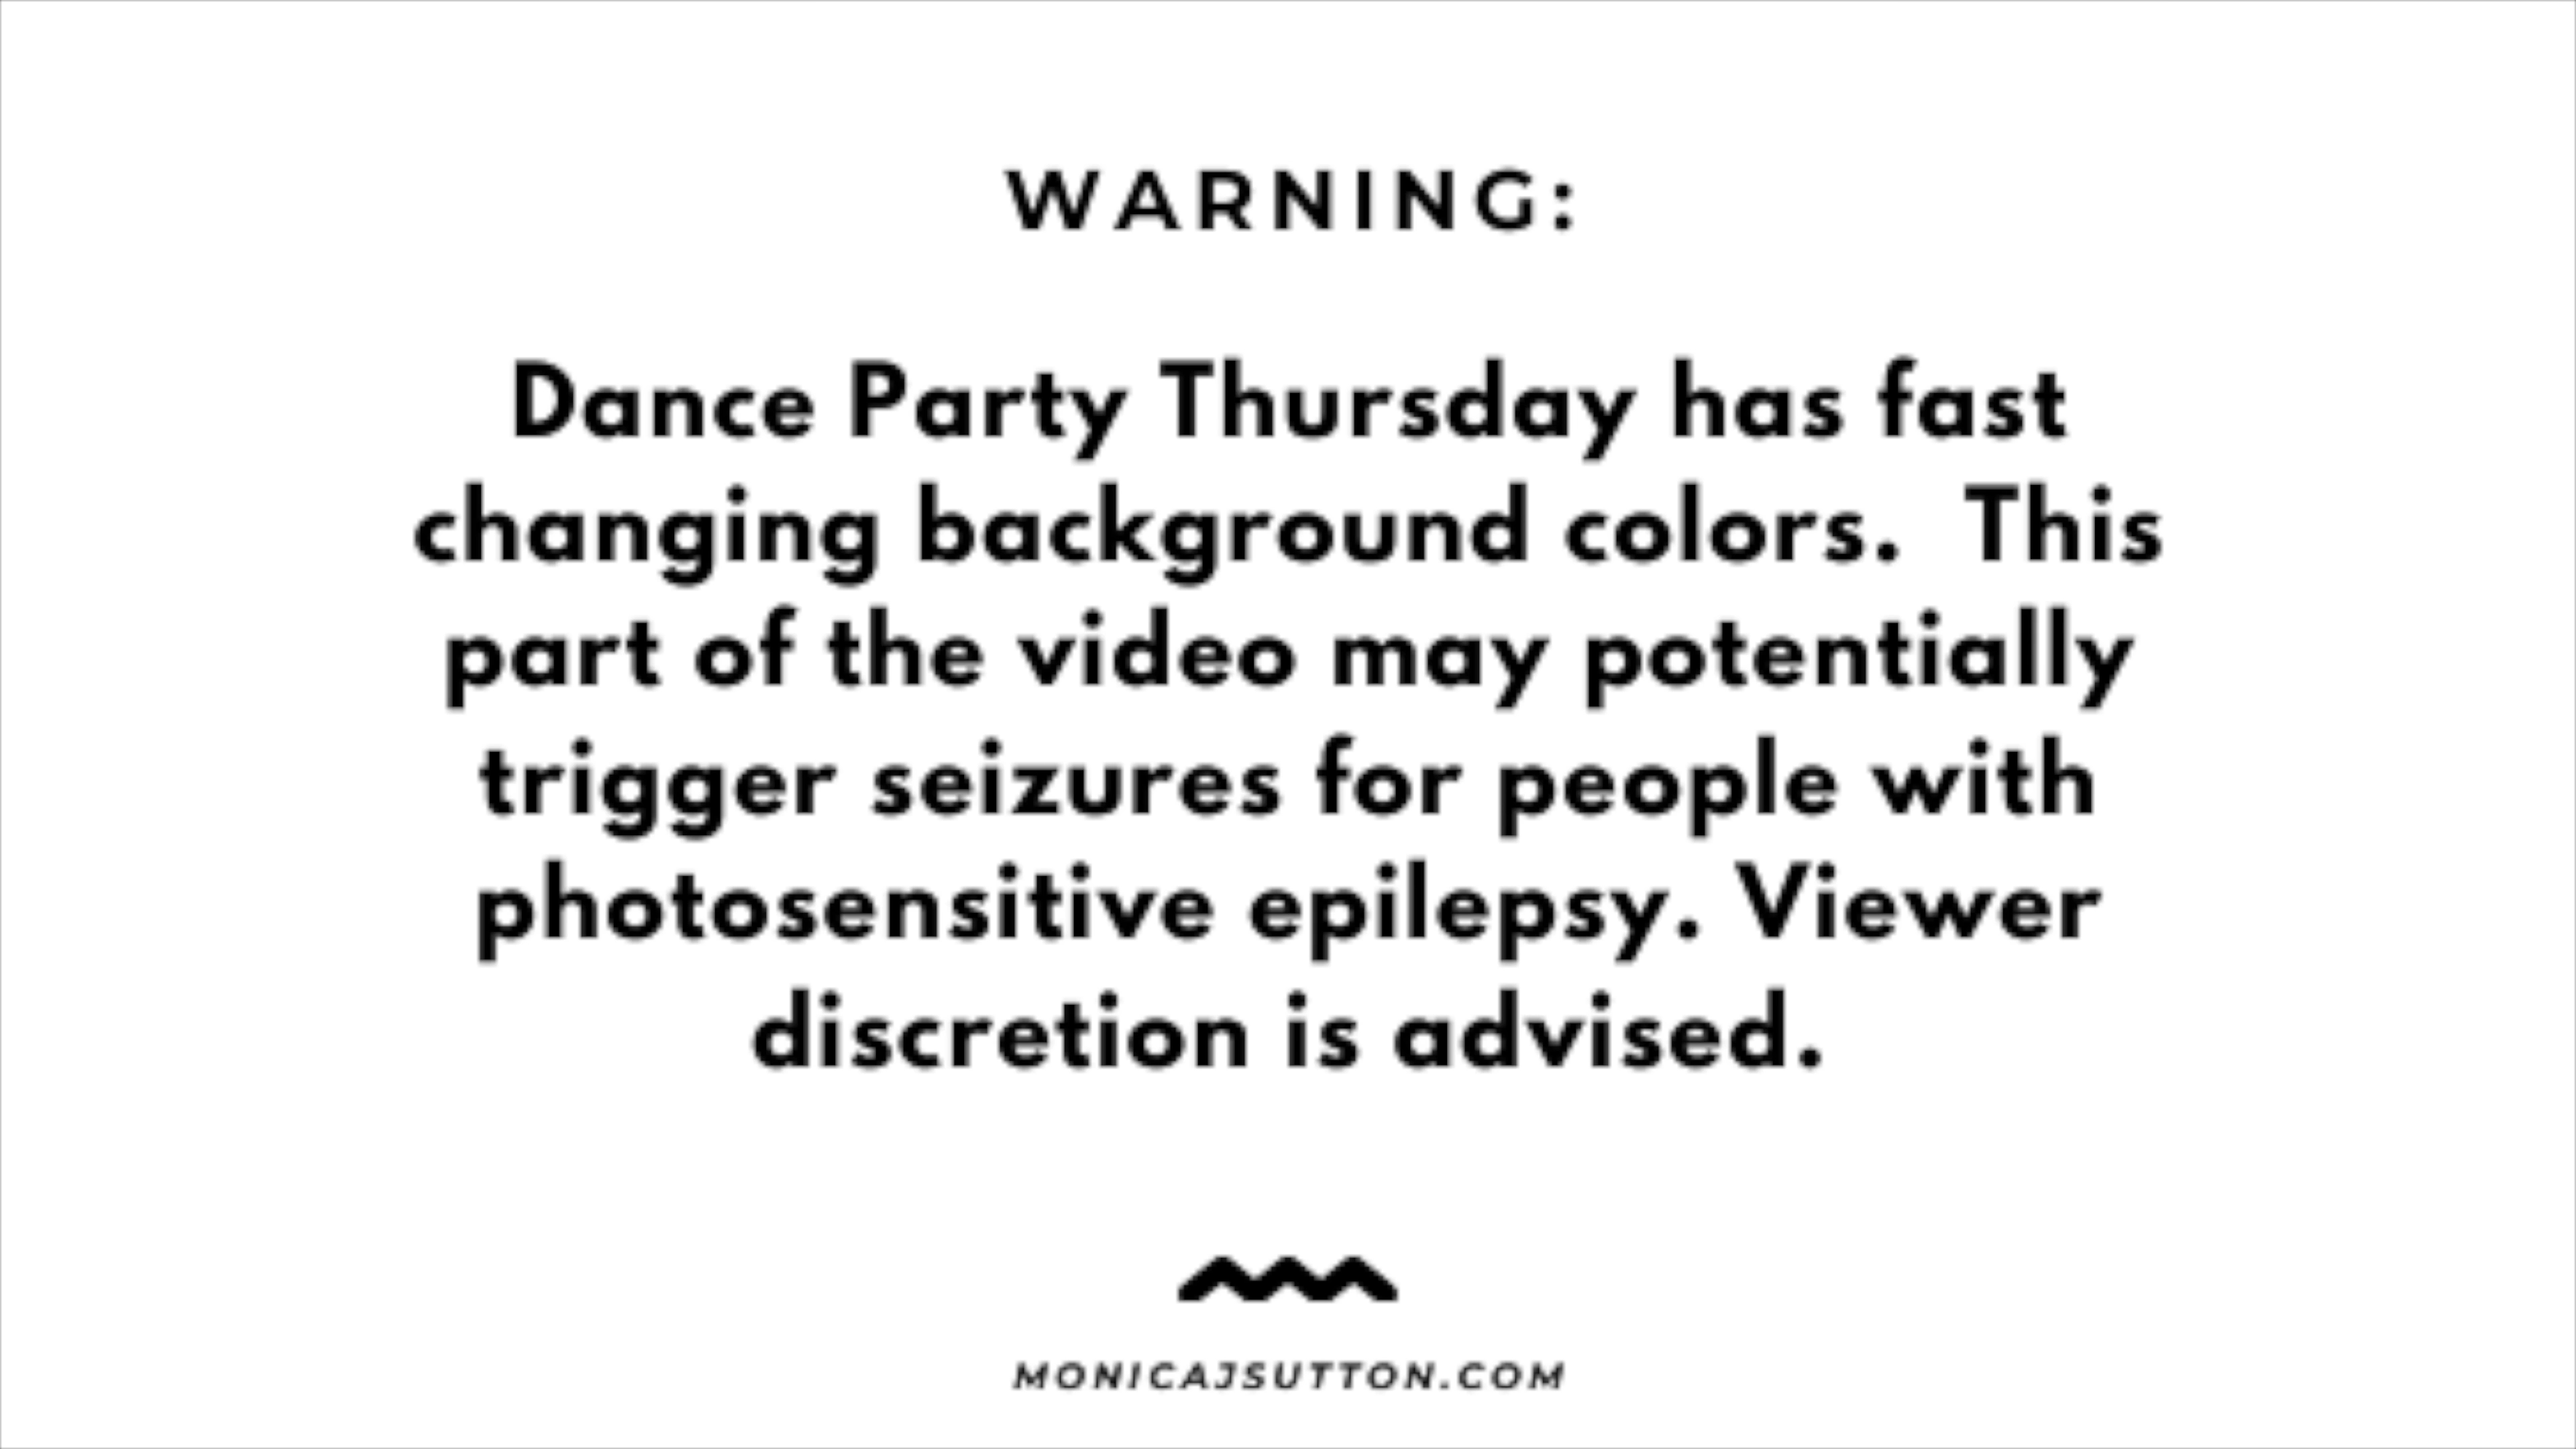 WARNING:
Dance Party Thursday has fast
changing background colors.  This
part of the video may potentially
trigger seizures for people with
photosensitive epilepsy. Viewer
discretion is advised.
MONICAJSUTTON.COM